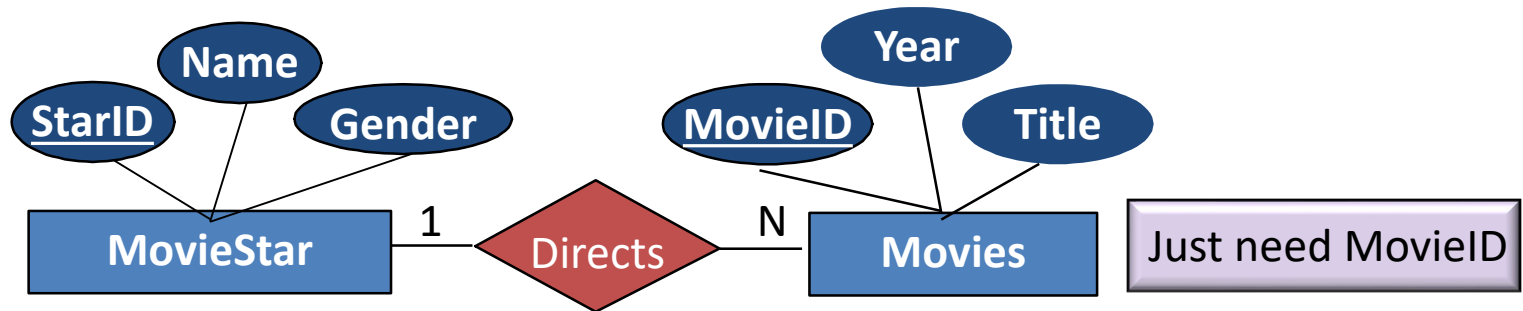 StarID
Name
Gender
MovieID
Year
Title
MovieStar
1
Directs
N
Movies
Just need MovieID